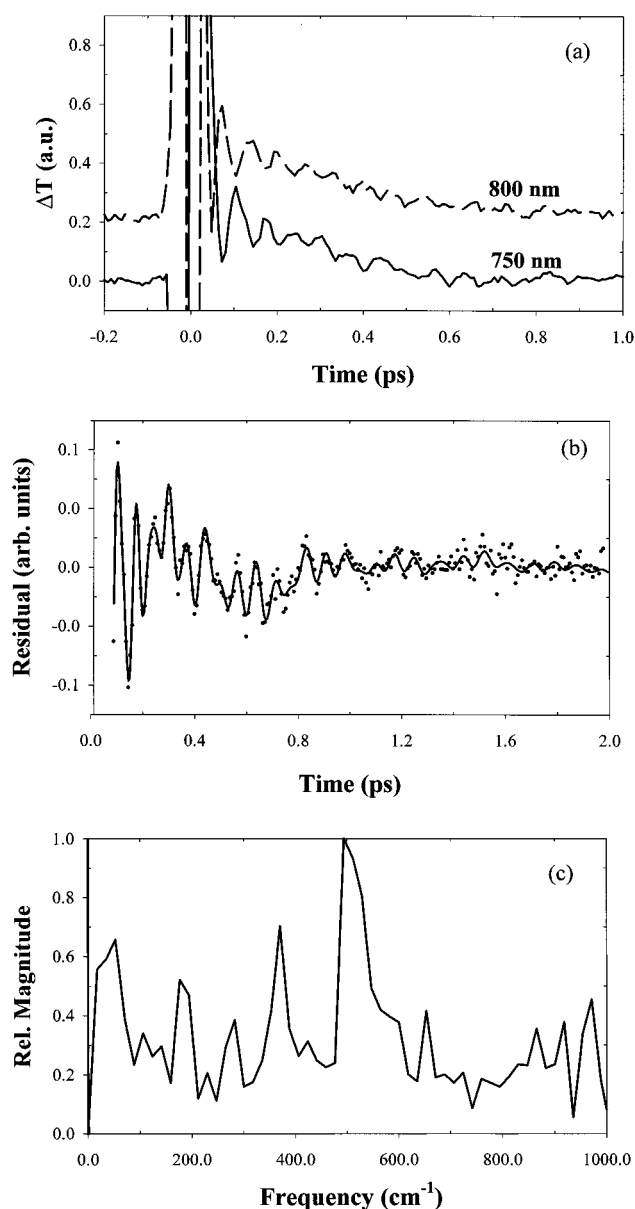 (a)
0.8
0.6
0.4
0.2
0.0
ΔT (a.u.)
800 nm
750 nm
-0.2 0.0 0.2 0.4 0.6 0.8 1.0
Time (ps)
(b)
0.1
0.0
0.0
-0.0
-0.1
Residual (arb. units)
0.0 0.4 0.8 1.2 1.6 2.0
Time (ps)
(c)
1.0
0.8
0.6
0.4
0.2
0.0
Rel. Magnitude
0.0 200.0 400.0 600.0 800.0 1000.0
Frequency (cm⁻¹)